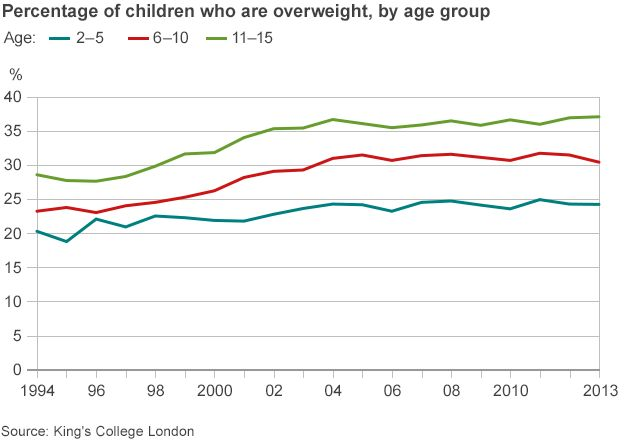 Percentage of children who are overweight, by age group
Age: 2–5 6–10 11–15
%
40
35
30
25
20
15
10
5
0
1994 96 98 2000 02 04 06 08 2010 2013
Source: King's College London